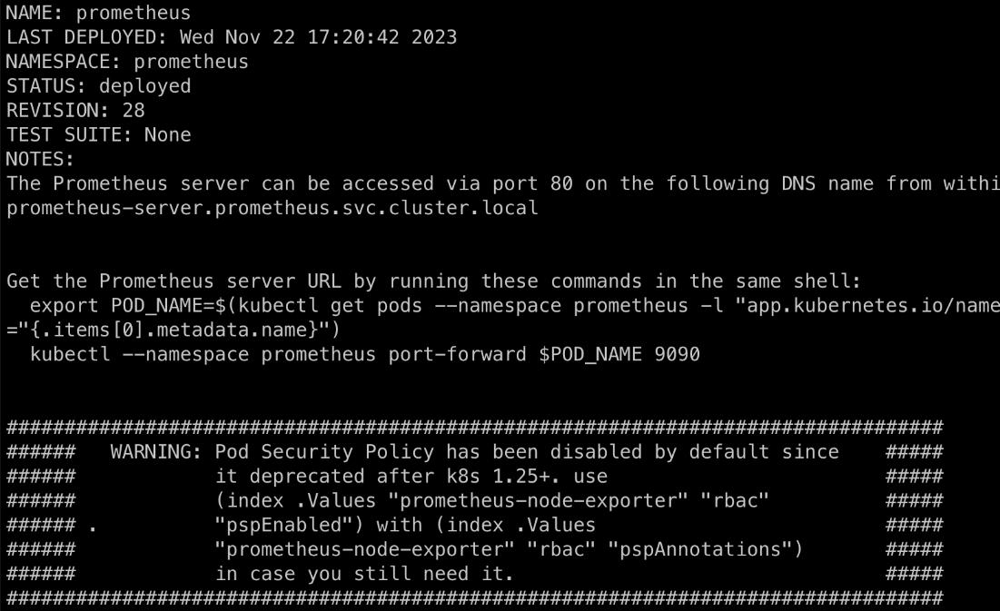 NAME: prometheus
LAST DEPLOYED: Wed Nov 22 17:20:42 2023
NAMESPACE: prometheus
STATUS: deployed
REVISION: 28
TEST SUITE: None
NOTES:
The Prometheus server can be accessed via port 80 on the following DNS name from withi
prometheus-server.prometheus.svc.cluster.local
Get the Prometheus server URL by running these commands in the same shell:
  export POD_NAME=$(kubectl get pods --namespace prometheus -l "app.kubernetes.io/name
="{.items[0].metadata.name}")
  kubectl --namespace prometheus port-forward $POD_NAME 9090
#################################################################################
######   WARNING: Pod Security Policy has been disabled by default since    #####
######            it deprecated after k8s 1.25+. use                        #####
######            (index .Values "prometheus-node-exporter" "rbac"          #####
###### .          "pspEnabled") with (index .Values                         #####
######            "prometheus-node-exporter" "rbac" "pspAnnotations")       #####
######            in case you still need it.                                #####
#################################################################################